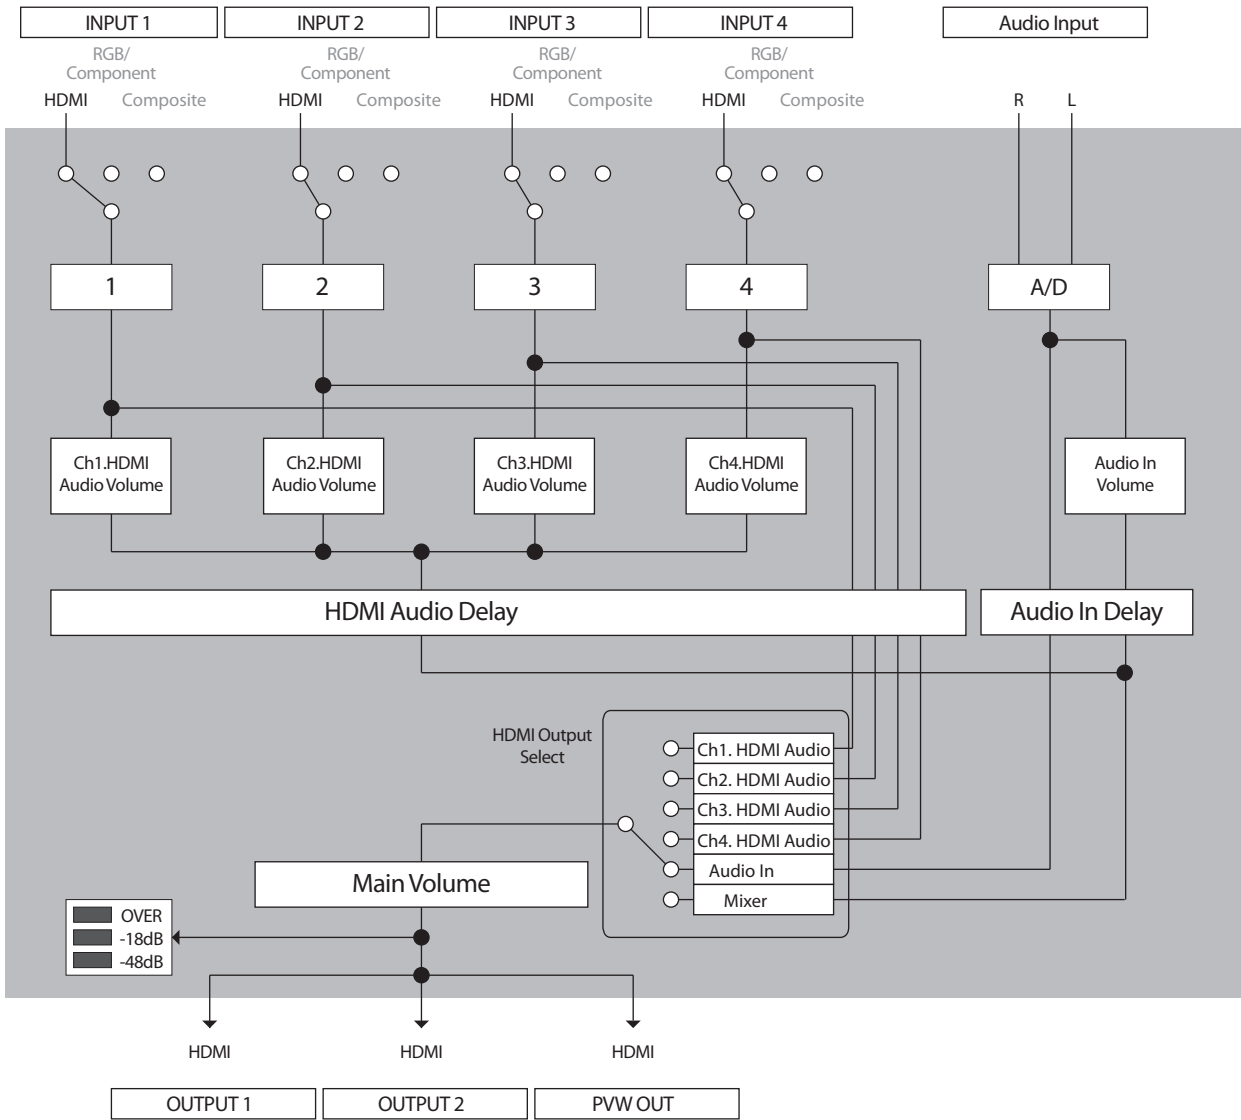 INPUT 1
INPUT 2
INPUT 3
INPUT 4
Audio Input
RGB/
Component
HDMI
Composite
RGB/
Component
HDMI
Composite
RGB/
Component
HDMI
Composite
RGB/
Component
HDMI
Composite
R
L
1
2
3
4
A/D
Ch1.HDMI
Audio Volume
Ch2.HDMI
Audio Volume
Ch3.HDMI
Audio Volume
Ch4.HDMI
Audio Volume
Audio In
Volume
HDMI Audio Delay
Audio In Delay
HDMI Output
Select
Ch1. HDMI Audio
Ch2. HDMI Audio
Ch3. HDMI Audio
Ch4. HDMI Audio
Audio In
Mixer
Main Volume
OVER
-18dB
-48dB
HDMI
HDMI
HDMI
OUTPUT 1
OUTPUT 2
PVW OUT